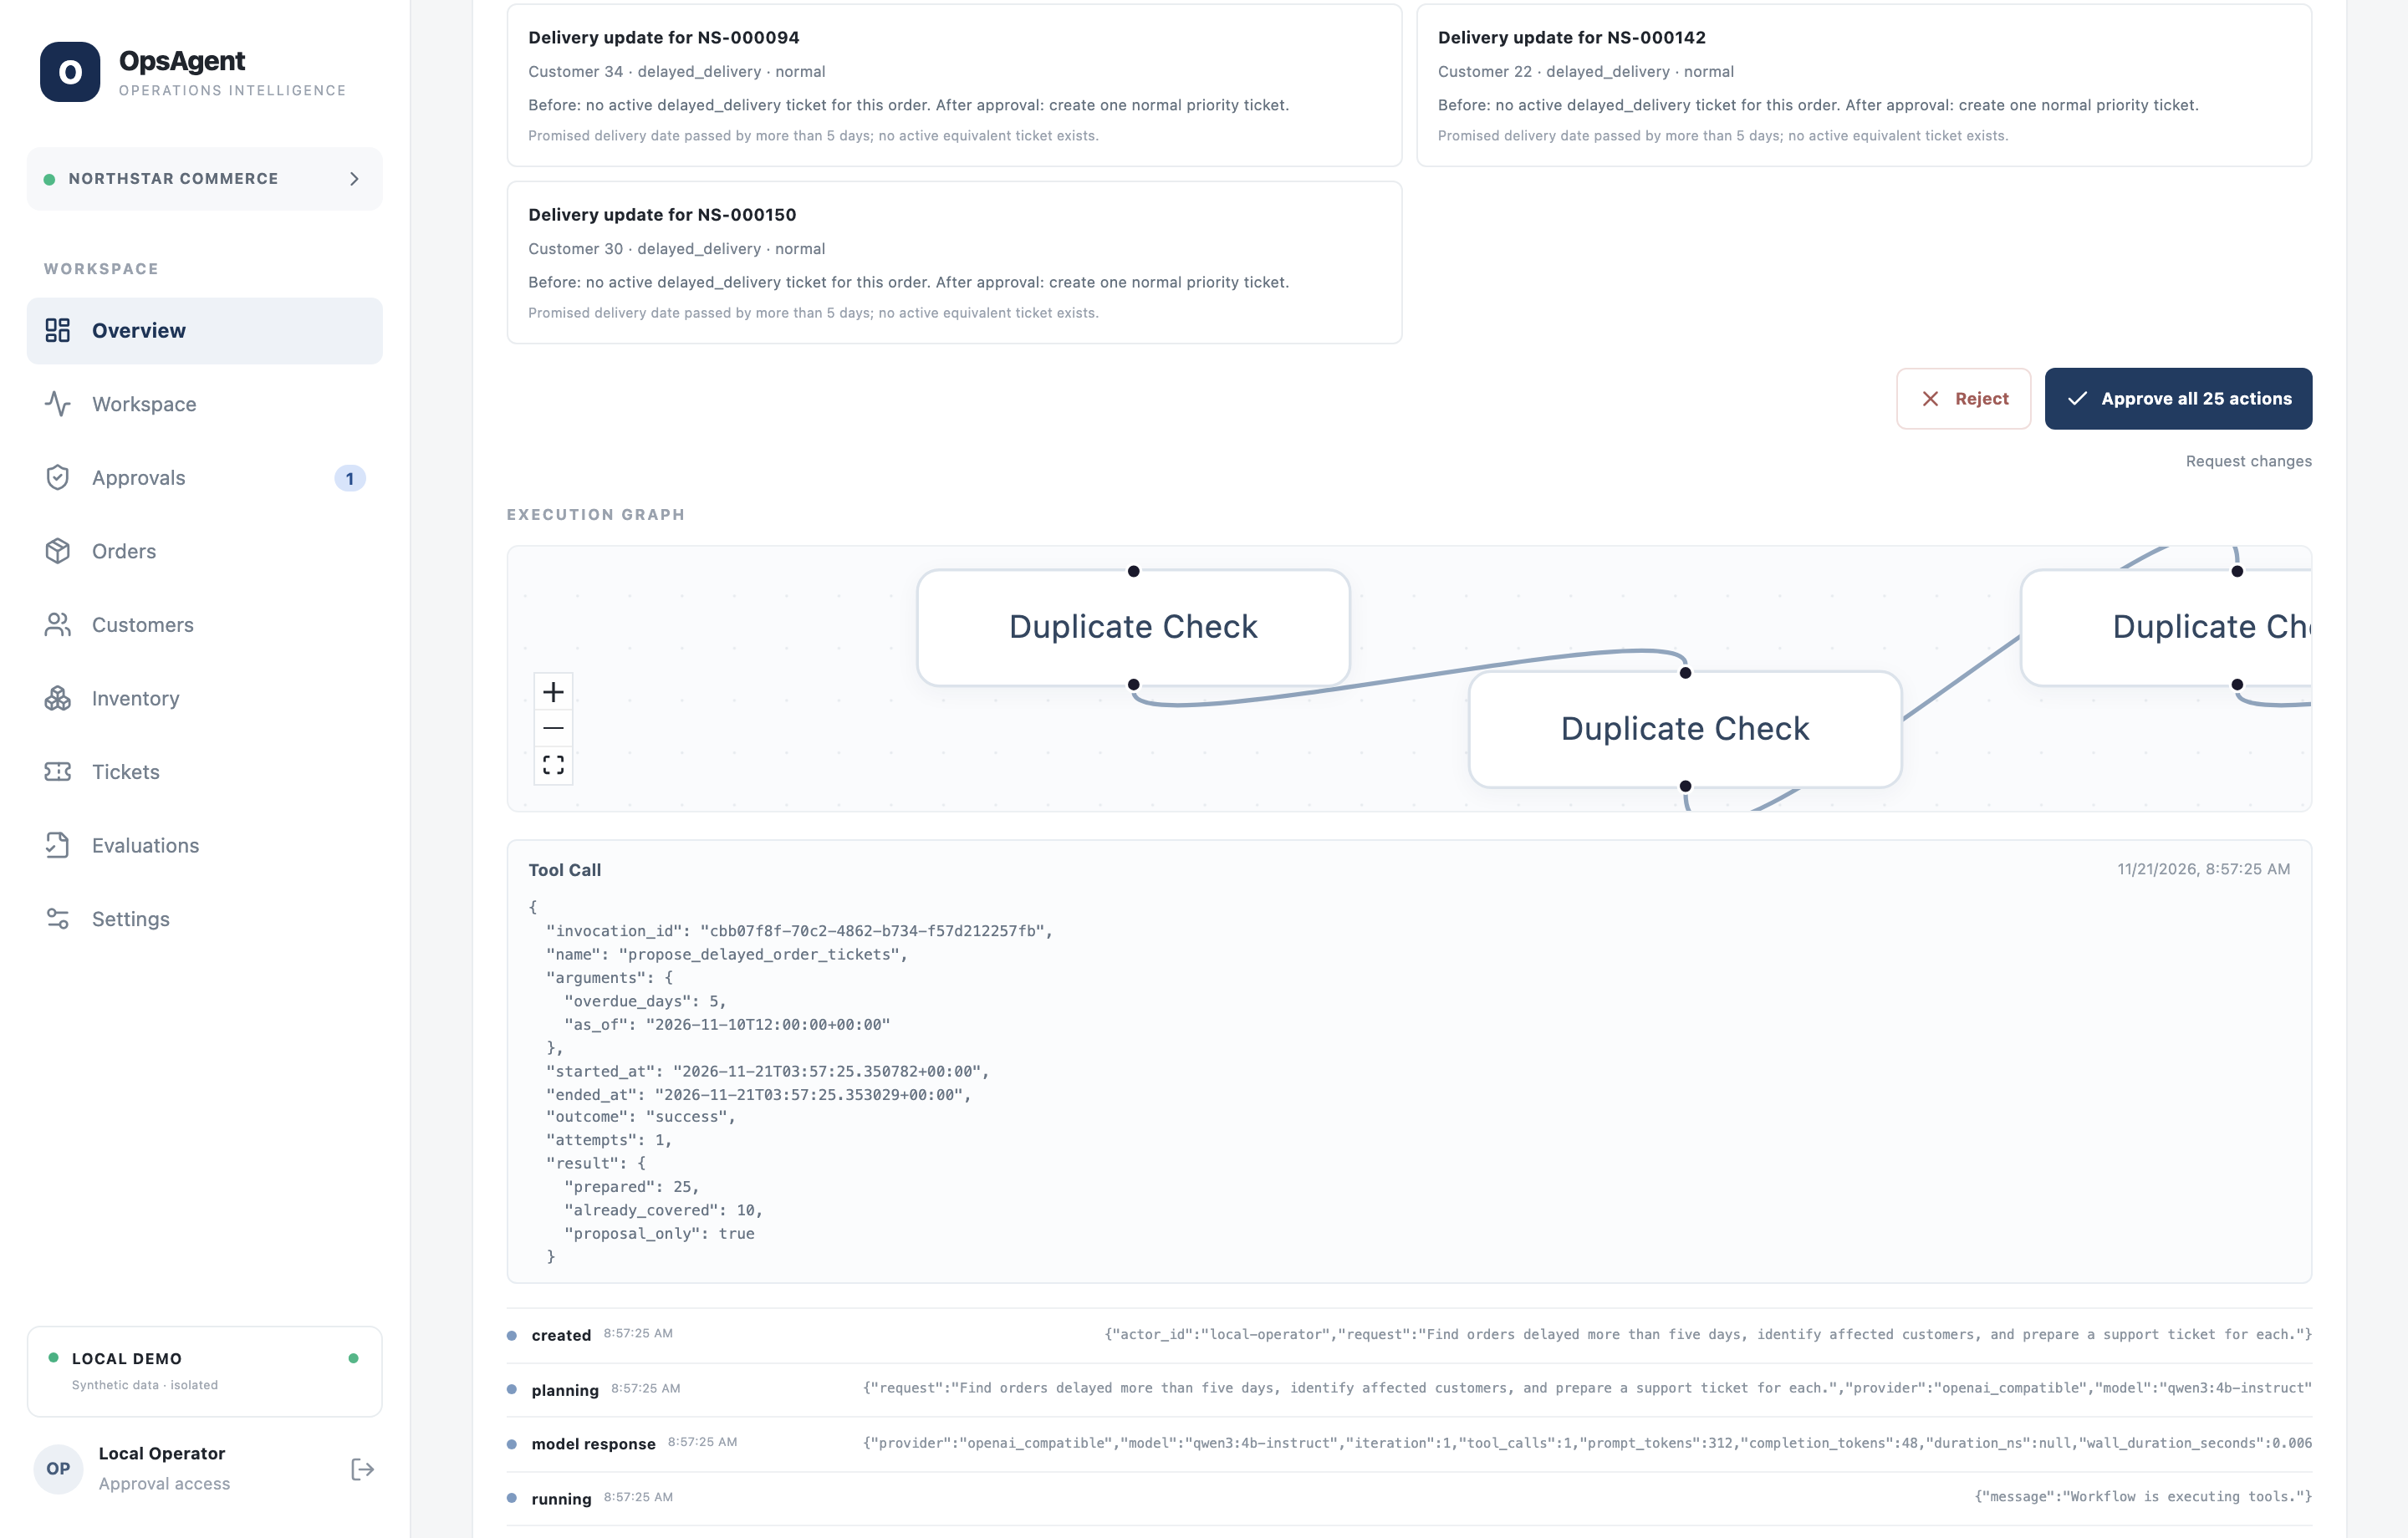 O
OpsAgent
OPERATIONS INTELLIGENCE
NORTHSTAR COMMERCE
WORKSPACE
Overview
Workspace
Approvals
1
Orders
Customers
Inventory
Tickets
Evaluations
Settings
LOCAL DEMO
Synthetic data · isolated
OP
Local Operator
Approval access
Delivery update for NS-000094
Customer 34 · delayed_delivery · normal
Before: no active delayed_delivery ticket for this order. After approval: create one normal priority ticket.
Promised delivery date passed by more than 5 days; no active equivalent ticket exists.
Delivery update for NS-000142
Customer 22 · delayed_delivery · normal
Before: no active delayed_delivery ticket for this order. After approval: create one normal priority ticket.
Promised delivery date passed by more than 5 days; no active equivalent ticket exists.
Delivery update for NS-000150
Customer 30 · delayed_delivery · normal
Before: no active delayed_delivery ticket for this order. After approval: create one normal priority ticket.
Promised delivery date passed by more than 5 days; no active equivalent ticket exists.
Reject
Approve all 25 actions
Request changes
EXECUTION GRAPH
Duplicate Check
Duplicate Check
Duplicate
Tool Call
11/21/2026, 8:57:25 AM
{
"invocation_id": "cbb07f8f-70c2-4862-b734-f57d212257fb",
"name": "propose_delayed_order_tickets",
"arguments": {
"overdue_days": 5,
"as_of": "2026-11-10T12:00:00+00:00"
},
"started_at": "2026-11-21T03:57:25.350782+00:00",
"ended_at": "2026-11-21T03:57:25.353029+00:00",
"outcome": "success",
"attempts": 1,
"result": {
"prepared": 25,
"already_covered": 10,
"proposal_only": true
}
created 8:57:25 AM {"actor_id":"local-operator","request":"Find orders delayed more than five days, identify affected customers, and prepare a support ticket for each."}
planning 8:57:25 AM {"request":"Find orders delayed more than five days, identify affected customers, and prepare a support ticket for each.","provider":"openai_compatible","model":"qwen3:4b-instruct"
model response 8:57:25 AM {"provider":"openai_compatible","model":"qwen3:4b-instruct","iteration":1,"tool_calls":1,"prompt_tokens":312,"completion_tokens":48,"duration_ns":null,"wall_duration_seconds":0.006
running 8:57:25 AM {"message":"Workflow is executing tools."}